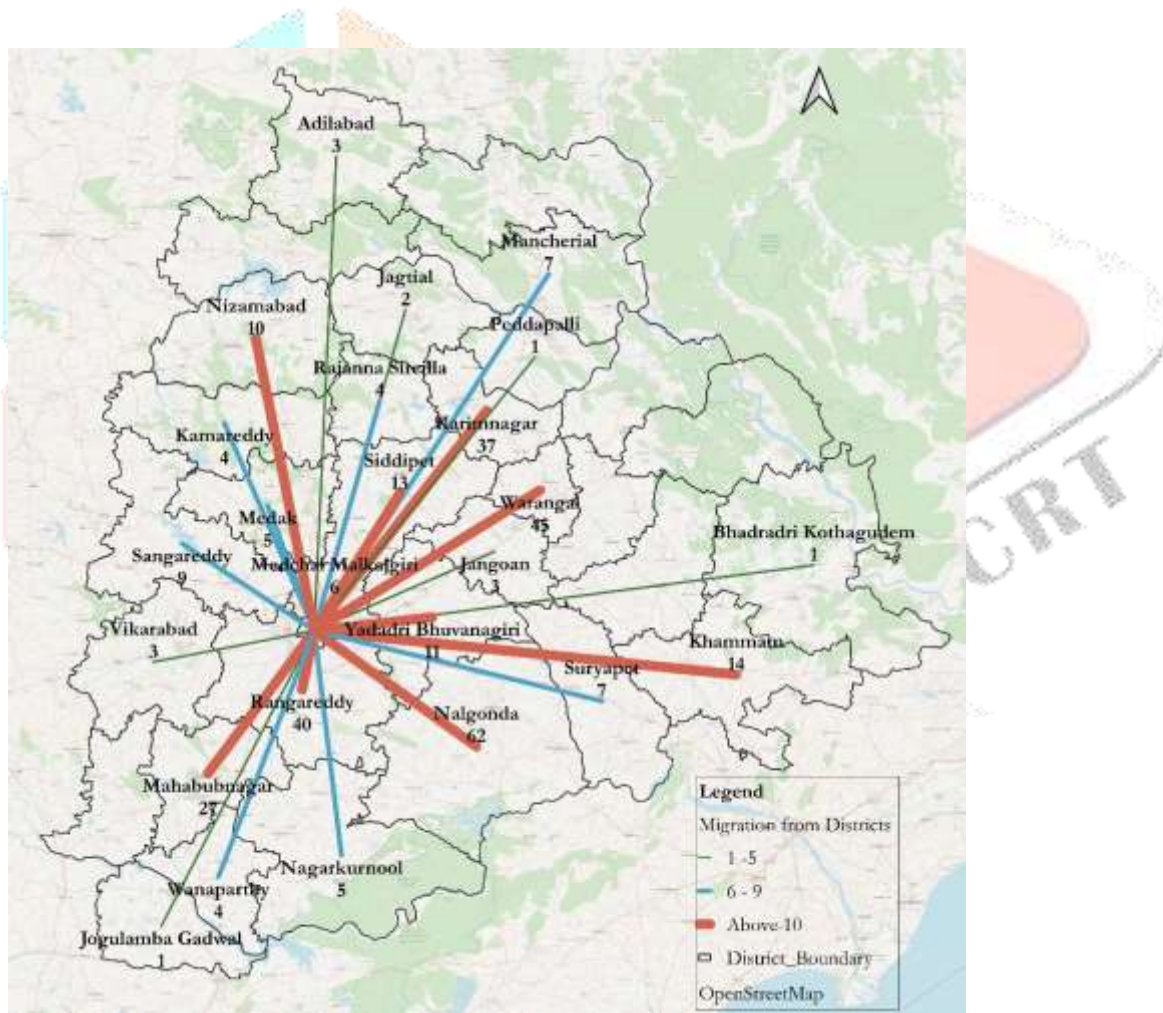 Adilabad
3
Mancherial
7
Jagtial
2
Nizamabad
10
Peddapalli
1
Rajanna Sircilla
4
Karimnagar
37
Kamareddy
4
Siddipet
13
Warangal
45
Medak
5
Bhadradri Kothagudem
1
Sangareddy
9
Medchal Malkajgiri
6
Jangoan
3
Vikarabad
3
Yadadri Bhuvanagiri
11
Khammam
14
Suryapet
7
Rangareddy
40
Nalgonda
62
Mahabubnagar
27
Nagarkurnool
5
Wanaparthy
4
Jogulamba Gadwal
1
Legend
Migration from Districts
1 -5
6 - 9
Above-10
District_Boundary
OpenStreetMap
CRT